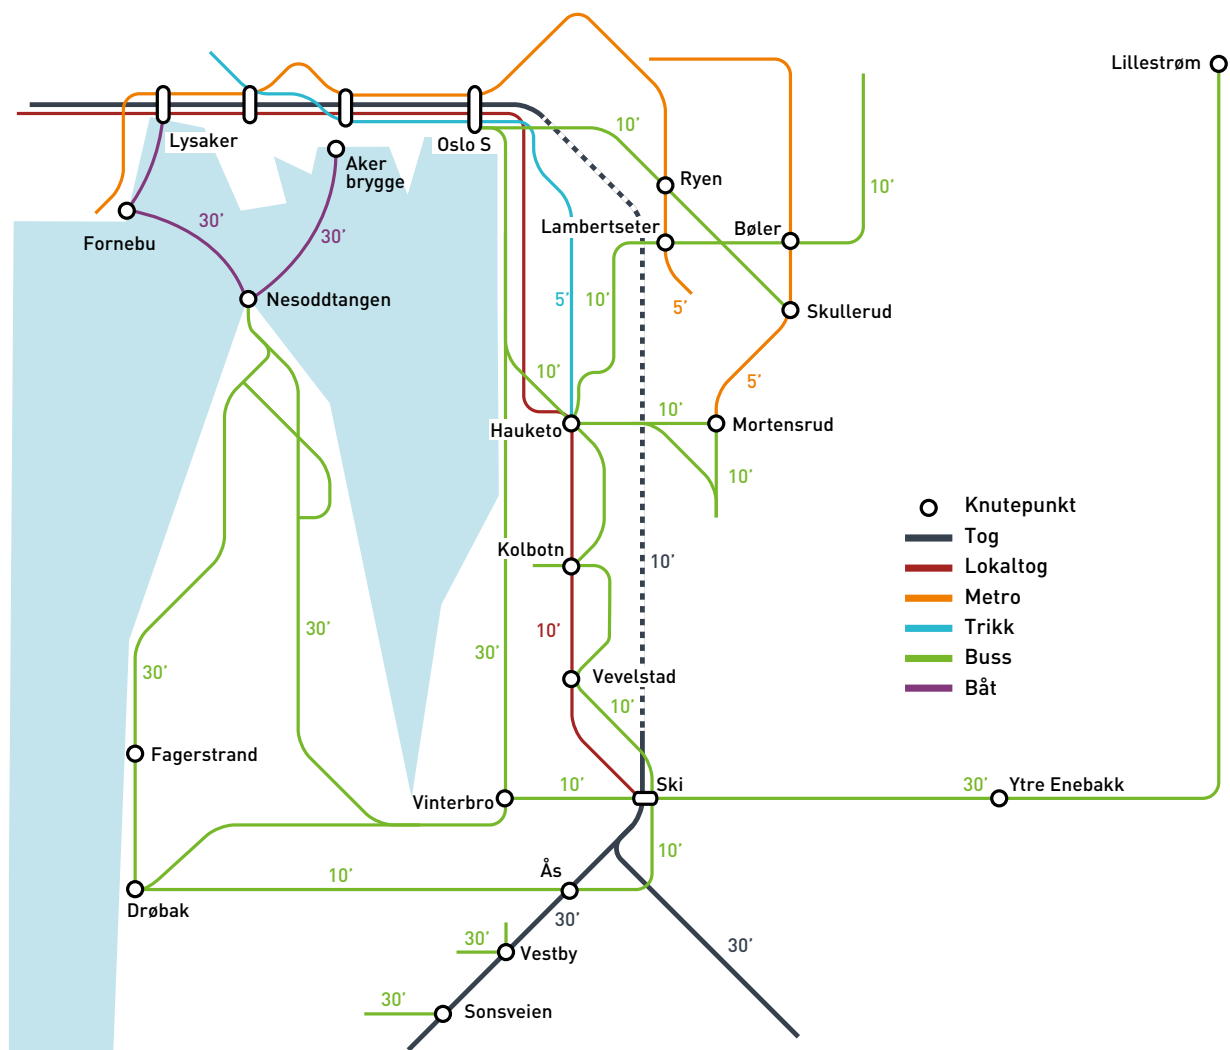 Lillestrøm
10’
Lysaker
Oslo S
Aker
brygge
Ryen
10’
30’
30’
Lambertseter
Bøler
Fornebu
Nesoddtangen
5’
10’
5’
Skullerud
10’
5’
10’
Hauketo
Mortensrud
10’
Knutepunkt
Tog
Lokaltog
Metro
Trikk
Buss
Båt
Kolbotn
10’
30’
30’
10’
30’
Vevelstad
10’
Fagerstrand
Vinterbro
10’
Ski
30’
Ytre Enebakk
10’
Ås
10’
Drøbak
30’
30’
30’
Vestby
30’
Sonsveien